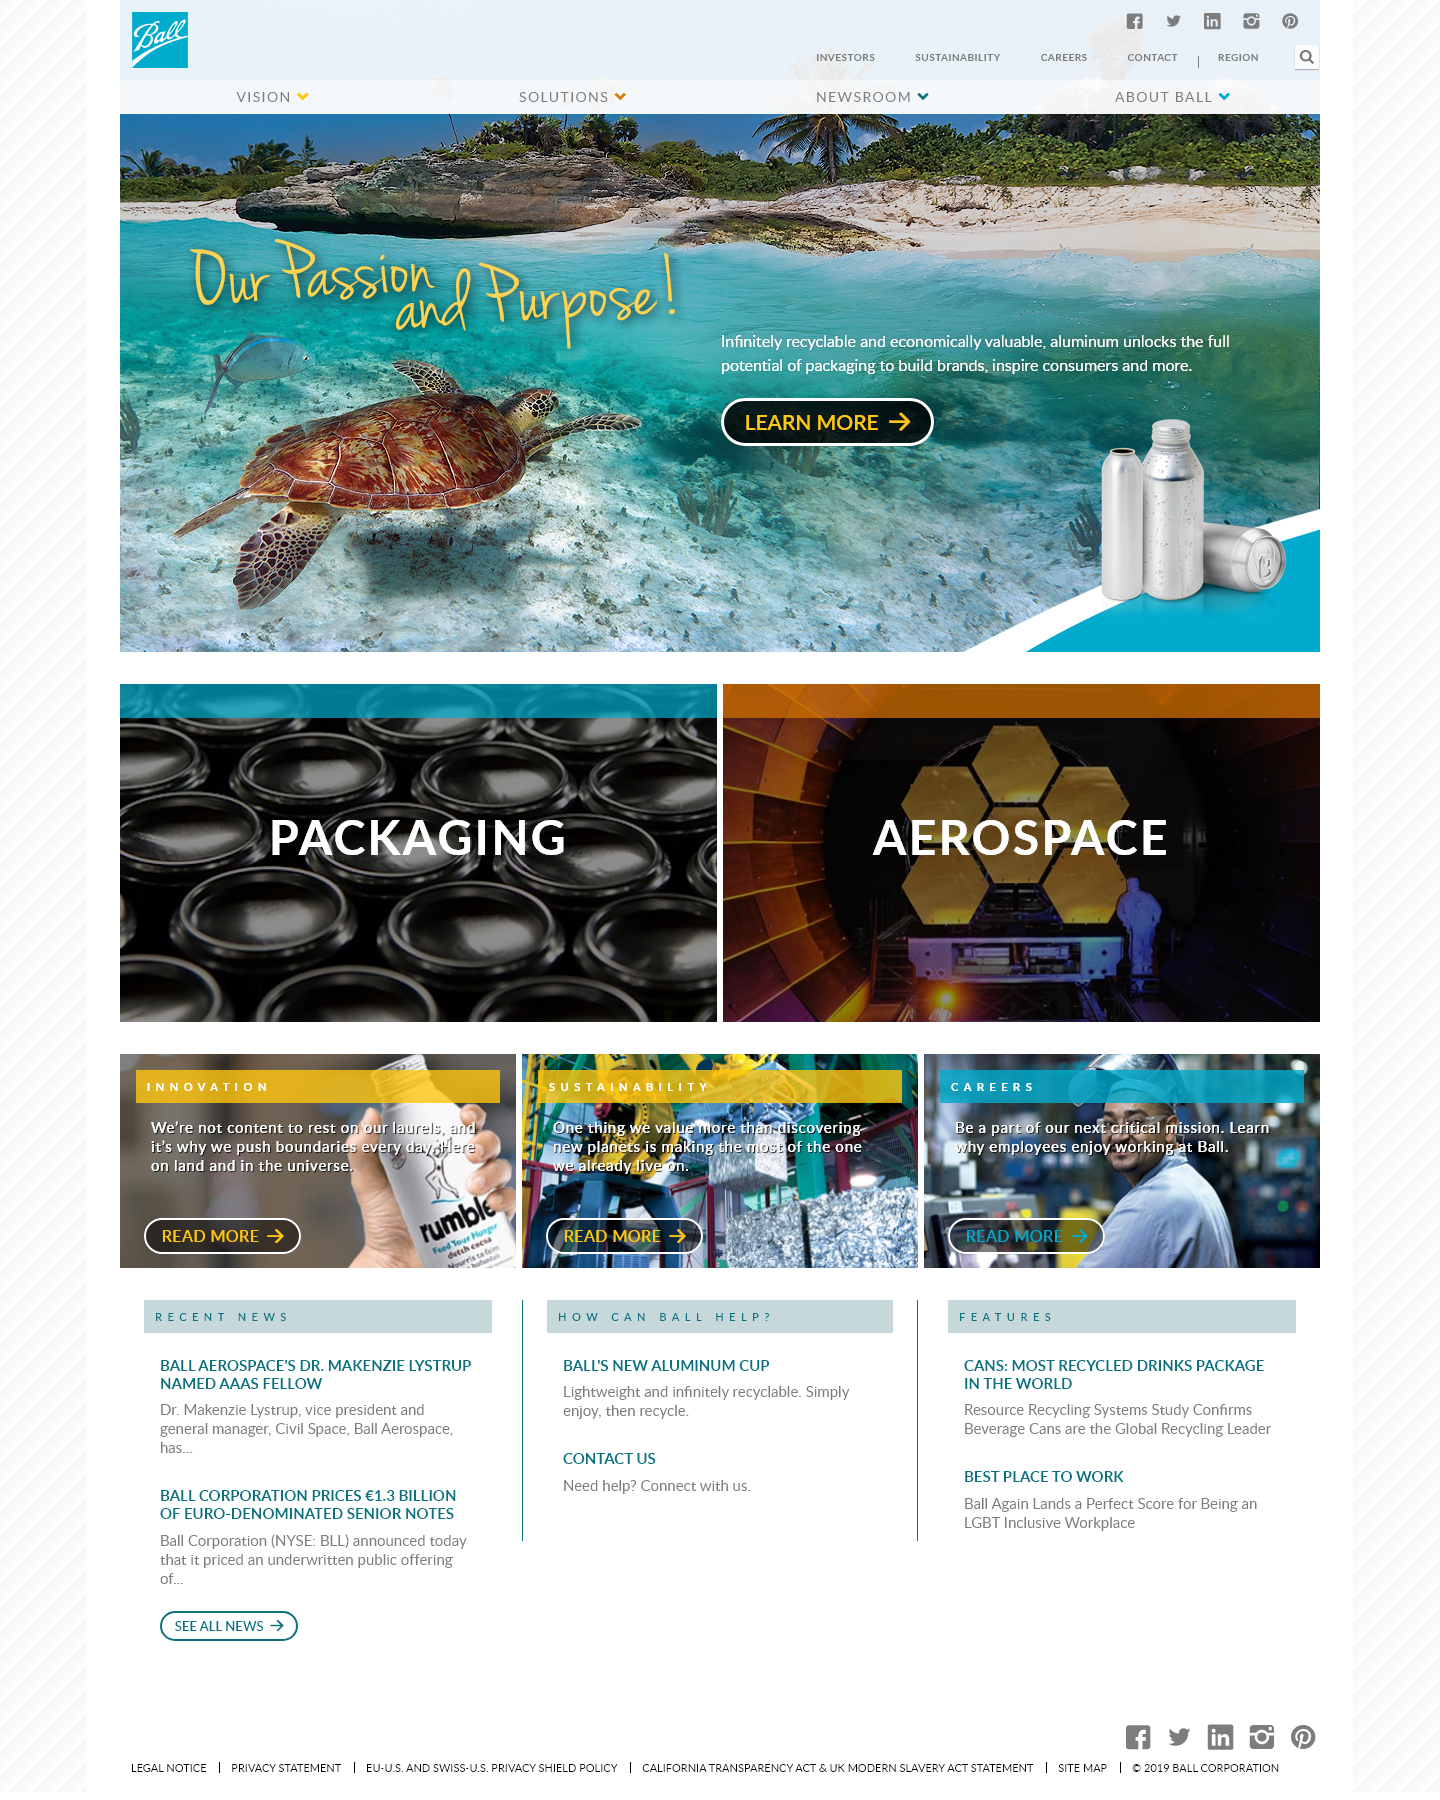 Ball
INVESTORS SUSTAINABILITY CAREERS CONTACT REGION
VISION SOLUTIONS NEWSROOM ABOUT BALL
Our Passion
and Purpose!
Infinitely recyclable and economically valuable, aluminum unlocks the full
potential of packaging to build brands, inspire consumers and more.
LEARN MORE
PACKAGING
AEROSPACE
INNOVATION
We're not content to rest on our laurels, and
it's why we push boundaries every day. Here
on land and in the universe.
READ MORE
rumble
Feed Your Hunger
dutch cocoa
Nourris ta faim
SUSTAINABILITY
One thing we value more than discovering
new planets is making the most of the one
we already live on.
READ MORE
CAREERS
Be a part of our next critical mission. Learn
why employees enjoy working at Ball.
READ MORE
RECENT NEWS
BALL AEROSPACE'S DR. MAKENZIE LYSTRUP
NAMED AAAS FELLOW
Dr. Makenzie Lystrup, vice president and
general manager, Civil Space, Ball Aerospace,
has...
BALL CORPORATION PRICES €1.3 BILLION
OF EURO-DENOMINATED SENIOR NOTES
Ball Corporation (NYSE: BLL) announced today
that it priced an underwritten public offering
of...
SEE ALL NEWS
HOW CAN BALL HELP?
BALL'S NEW ALUMINUM CUP
Lightweight and infinitely recyclable. Simply
enjoy, then recycle.
CONTACT US
Need help? Connect with us.
FEATURES
CANS: MOST RECYCLED DRINKS PACKAGE
IN THE WORLD
Resource Recycling Systems Study Confirms
Beverage Cans are the Global Recycling Leader
BEST PLACE TO WORK
Ball Again Lands a Perfect Score for Being an
LGBT Inclusive Workplace
LEGAL NOTICE PRIVACY STATEMENT EU-U.S. AND SWISS-U.S. PRIVACY SHIELD POLICY CALIFORNIA TRANSPARENCY ACT & UK MODERN SLAVERY ACT STATEMENT SITE MAP © 2019 BALL CORPORATION